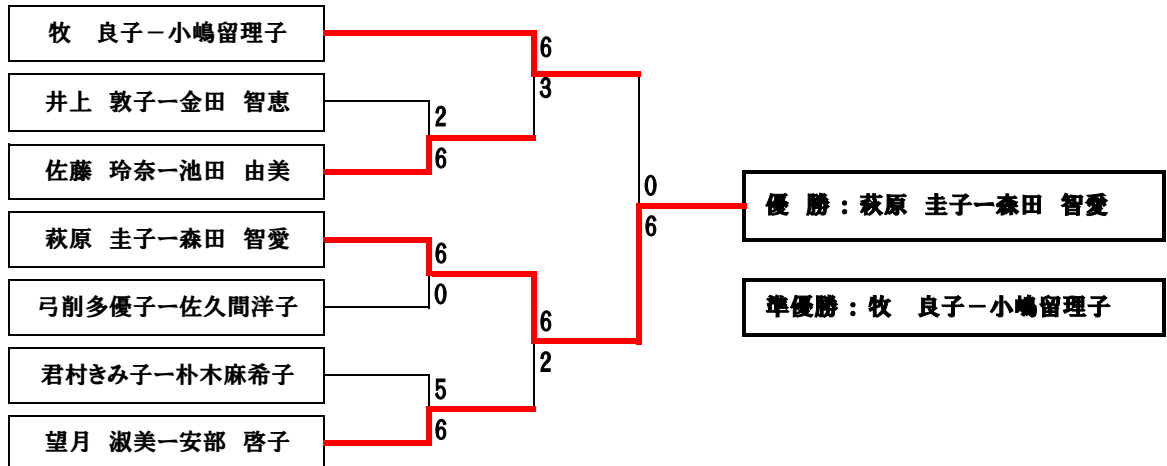 牧　良子－小嶋留理子
井上　敦子ー金田　智恵
佐藤　玲奈ー池田　由美
萩原　圭子ー森田　智愛
弓削多優子ー佐久間洋子
君村きみ子ー朴木麻希子
望月　淑美ー安部　啓子
2
6
6
0
5
6
6
3
6
2
0
6
優　勝：萩原　圭子ー森田　智愛
準優勝：牧　良子－小嶋留理子